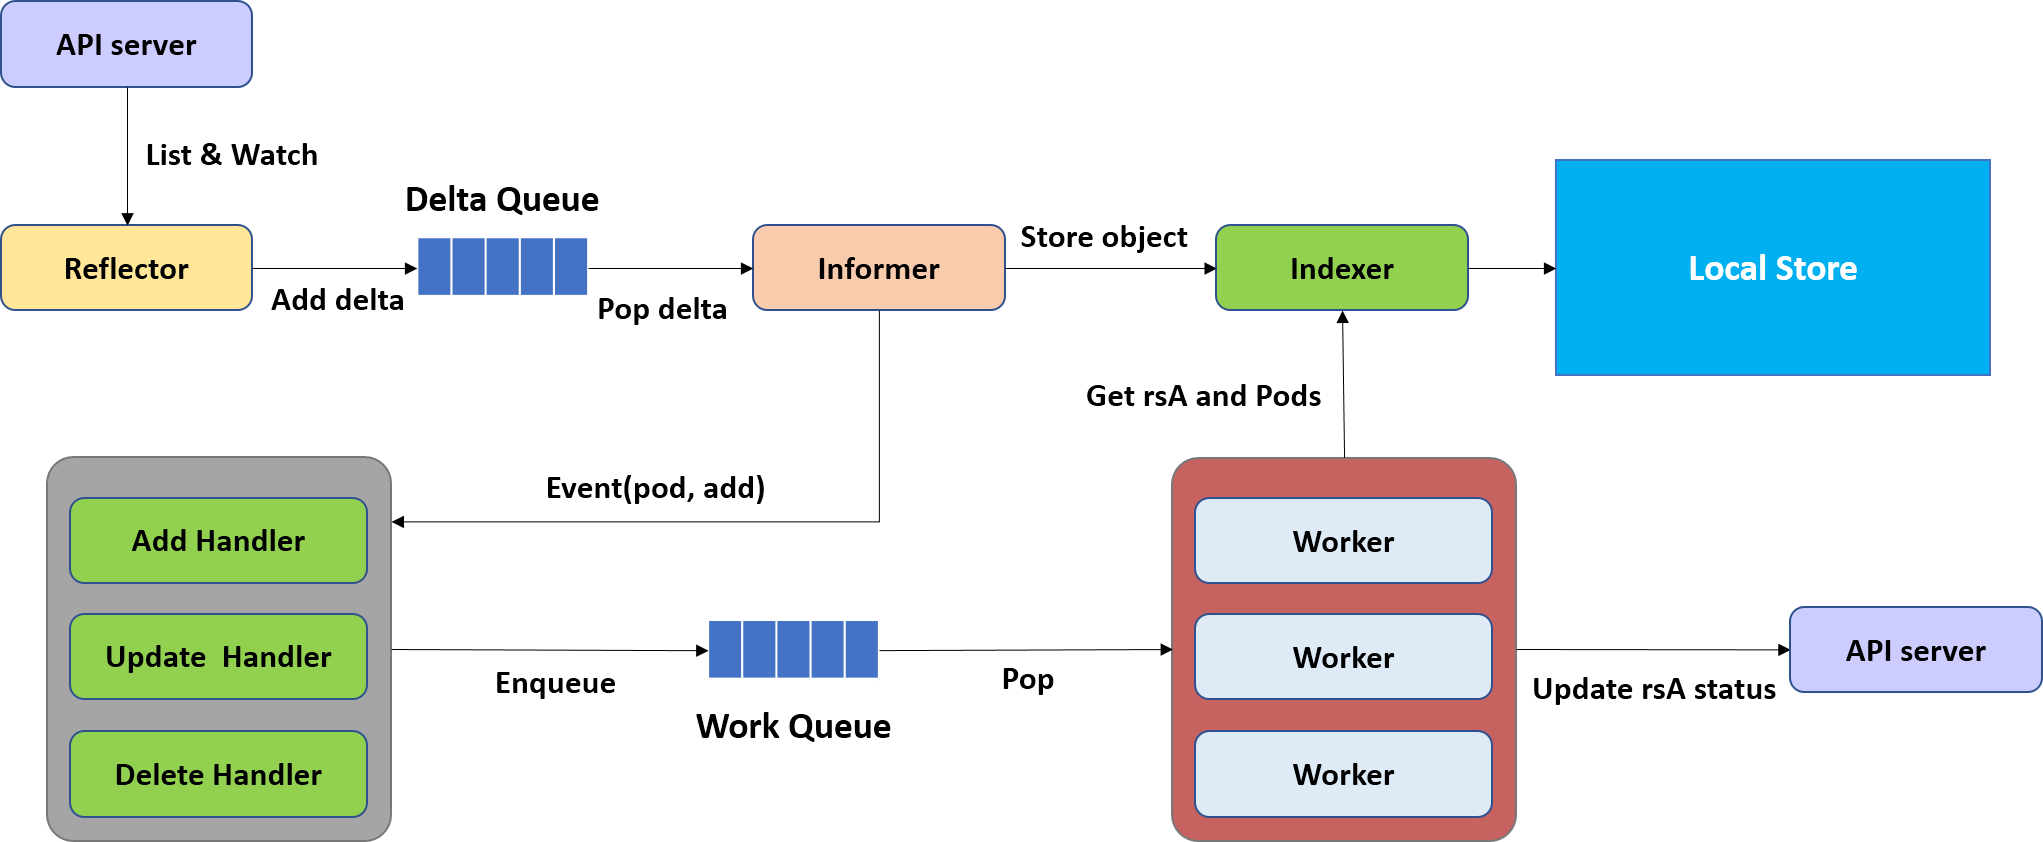 API server
List & Watch
Delta Queue
Reflector
Add delta
Pop delta
Informer
Store object
Indexer
Local Store
Get rsA and Pods
Event(pod, add)
Add Handler
Update  Handler
Delete Handler
Enqueue
Work Queue
Pop
Worker
Worker
Worker
Update rsA status
API server